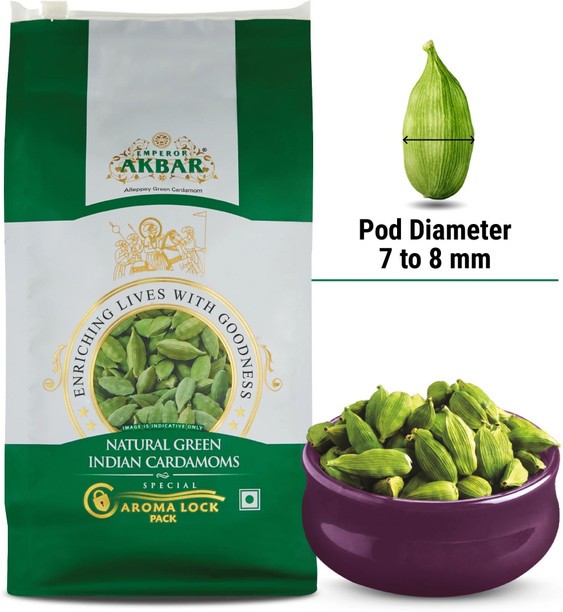 EMPEROR
AKBAR®
Alleppey Green Cardamom
ENRICHING LIVES WITH GOODNESS
IMAGE IS INDICATIVE ONLY
NATURAL GREEN
INDIAN CARDAMOMS
SPECIAL
AROMA LOCK
PACK
Pod Diameter
7 to 8 mm